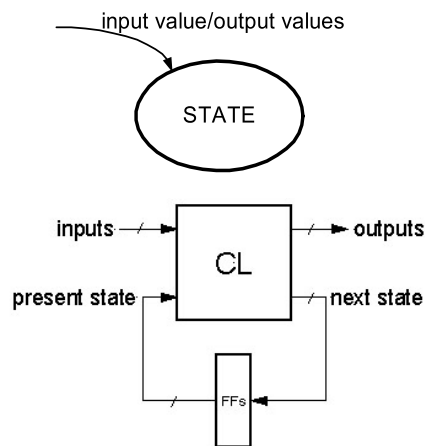 input value/output values
STATE
inputs
outputs
CL
present state
next state
FFs